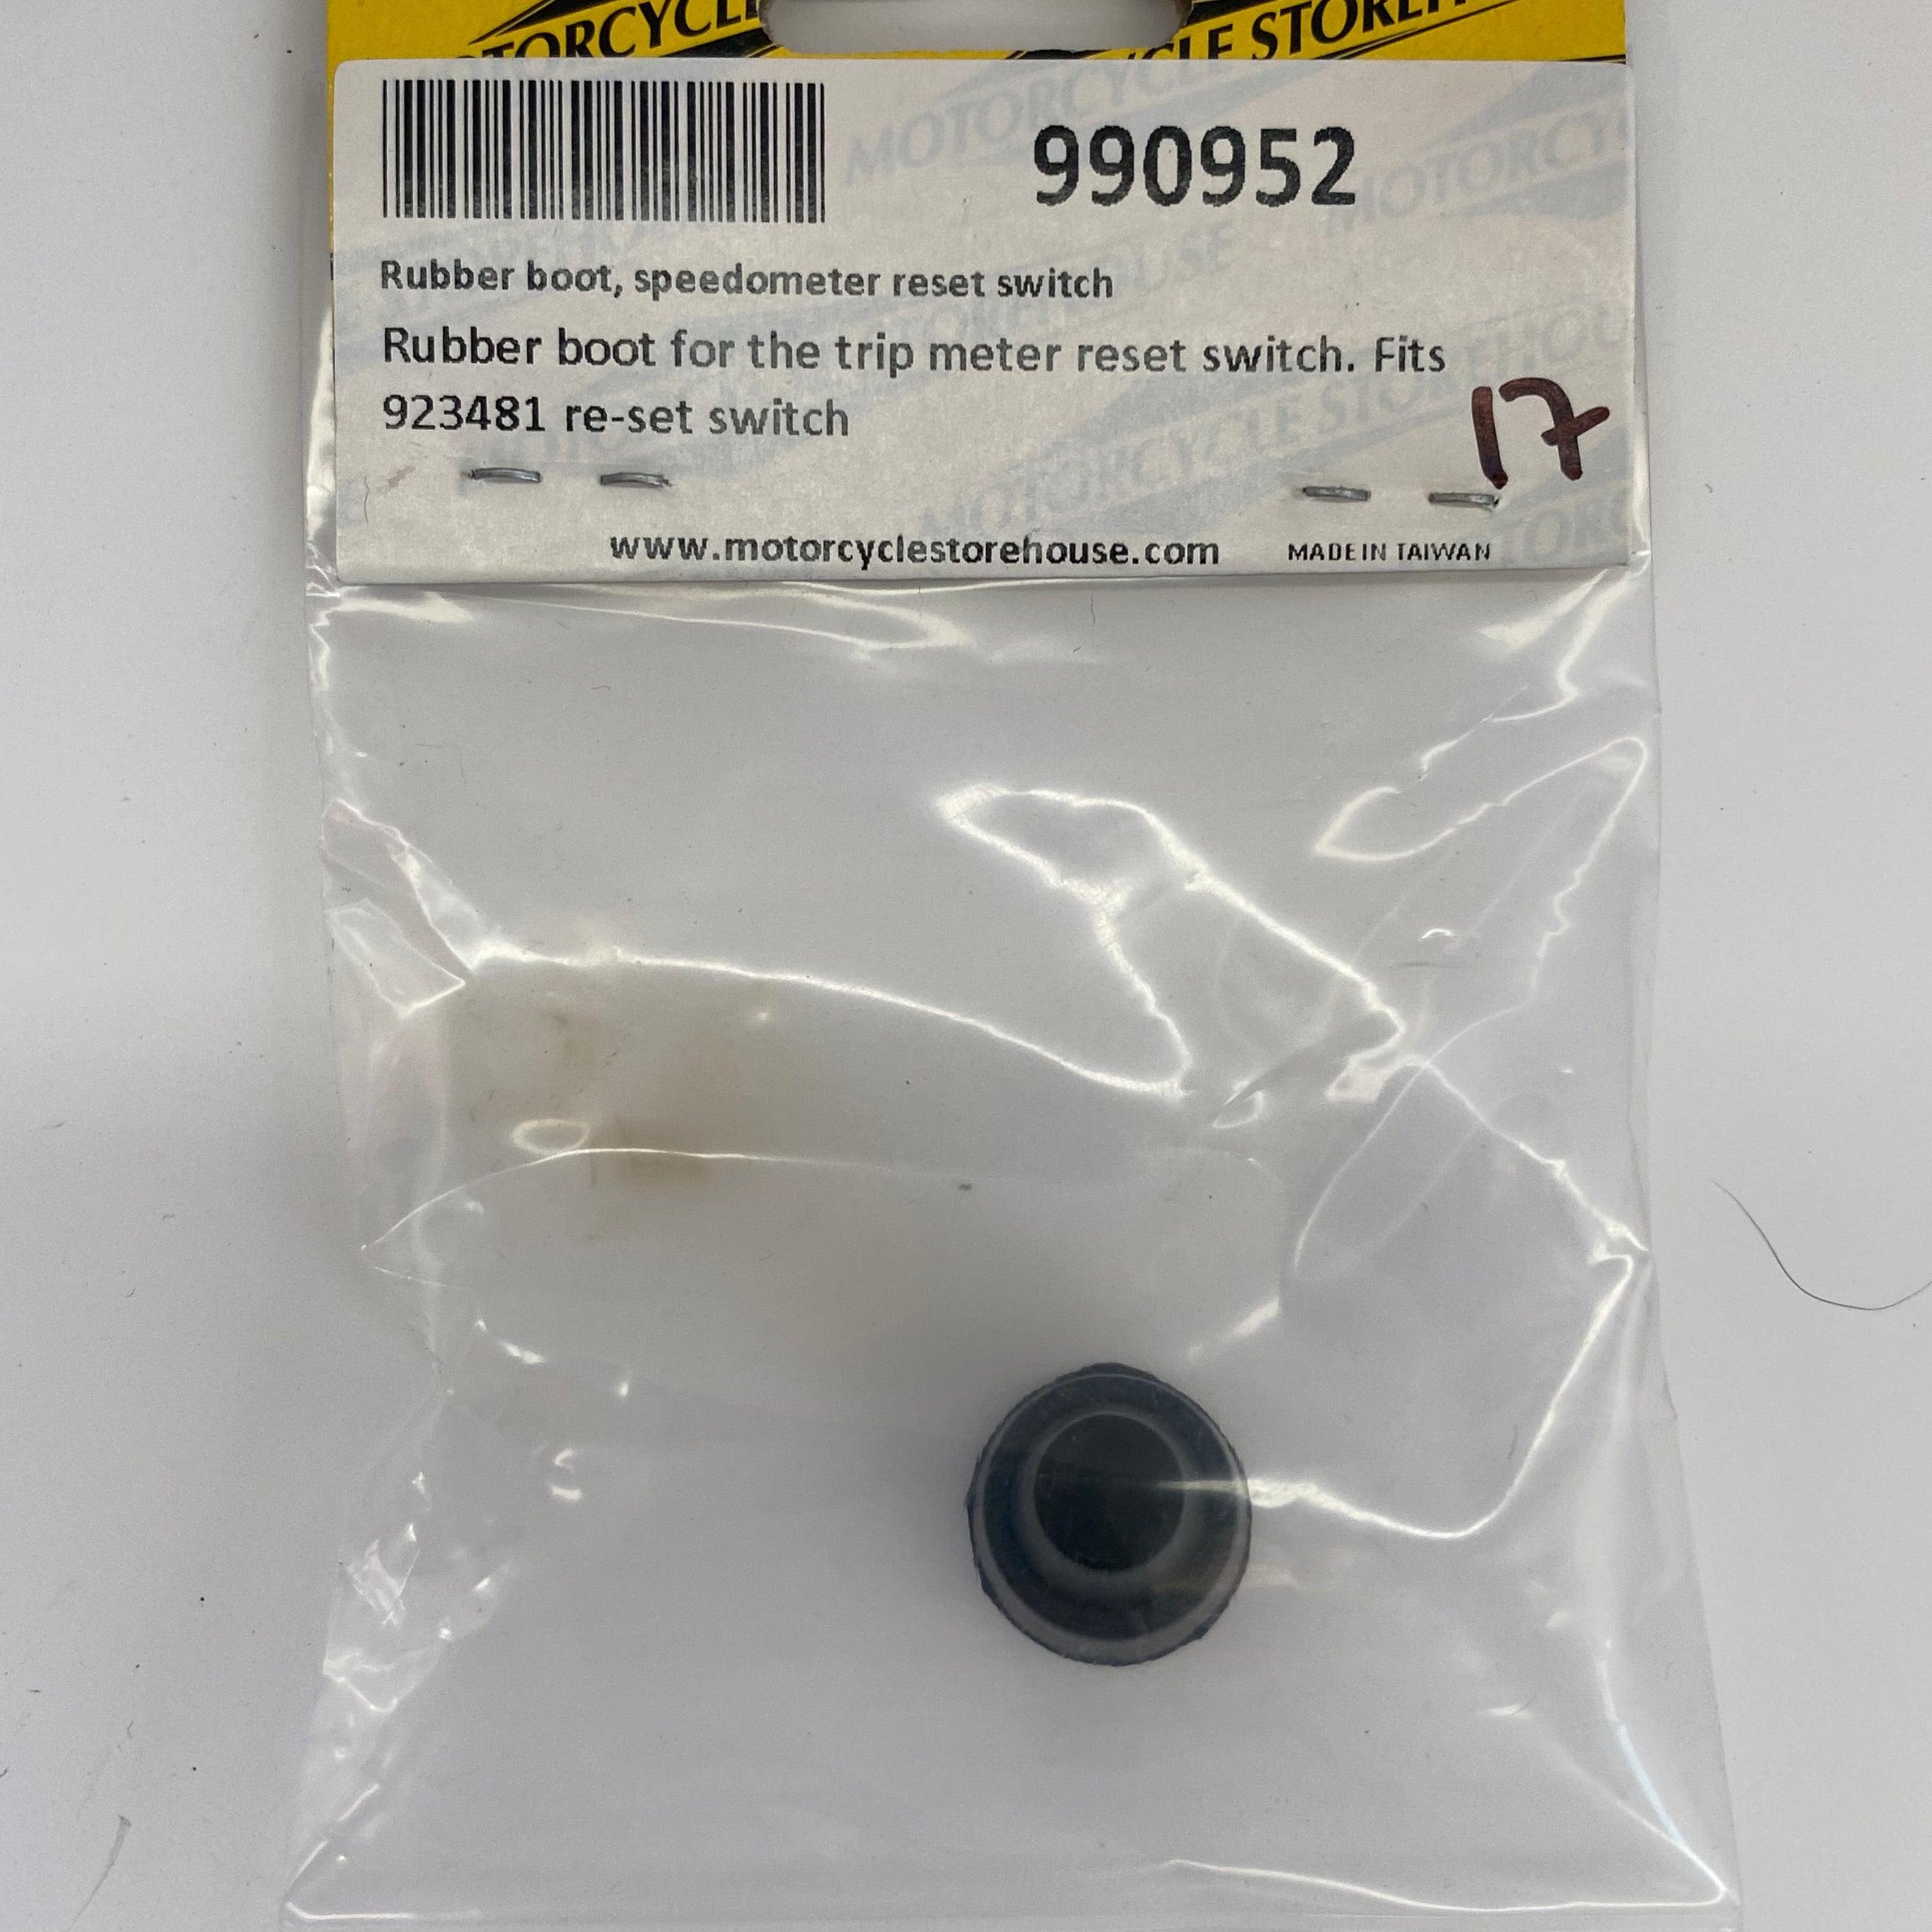 MOTORCYCLE STOREHOUSE
990952
Rubber boot, speedometer reset switch
Rubber boot for the trip meter reset switch. Fits
923481 re-set switch
17
www.motorcyclestorehouse.com MADE IN TAIWAN